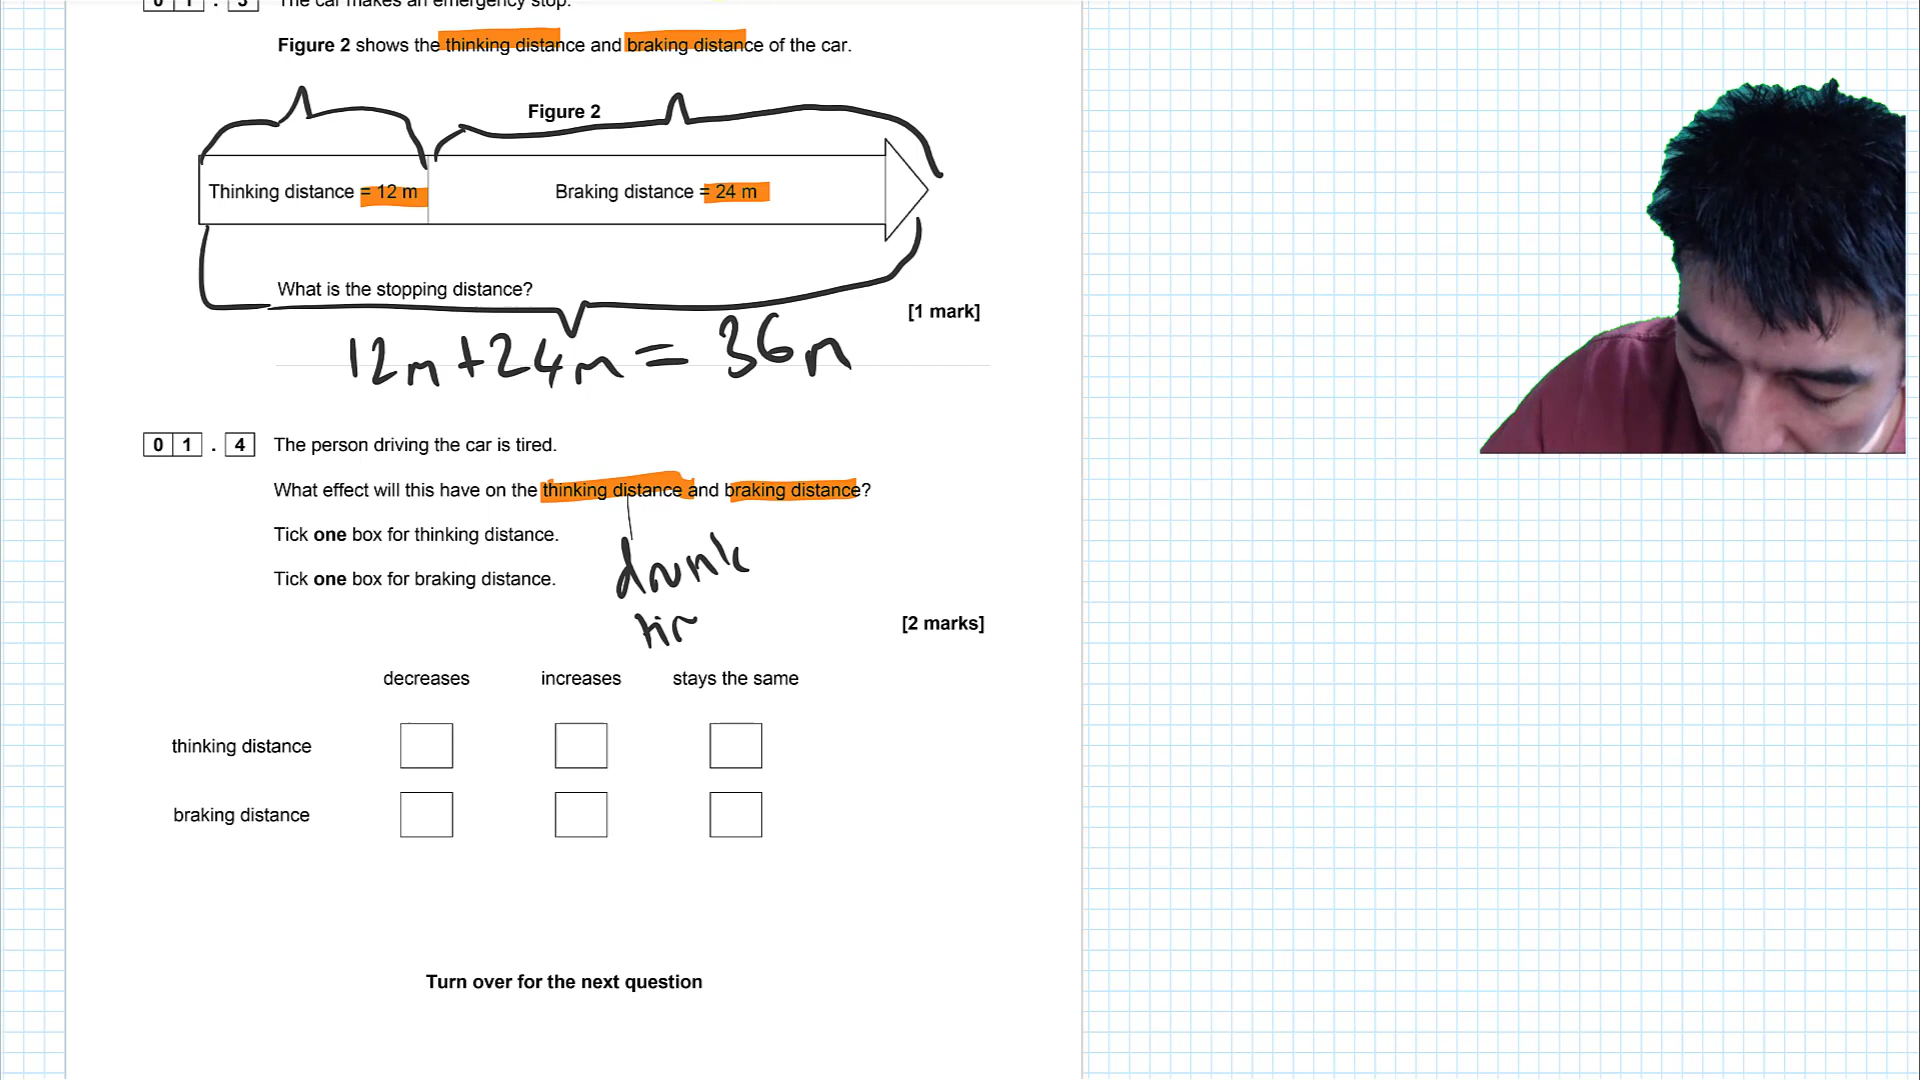 0 1 . 3 The car makes an emergency stop.
Figure 2 shows the thinking distance and braking distance of the car.
Figure 2
Thinking distance = 12 m Braking distance = 24 m
What is the stopping distance?
[1 mark]
12m+24m = 36m
0 1 . 4 The person driving the car is tired.
What effect will this have on the thinking distance and braking distance?
Tick one box for thinking distance.
drunk
Tick one box for braking distance.
tir
[2 marks]
decreases increases stays the same
thinking distance
braking distance
Turn over for the next question